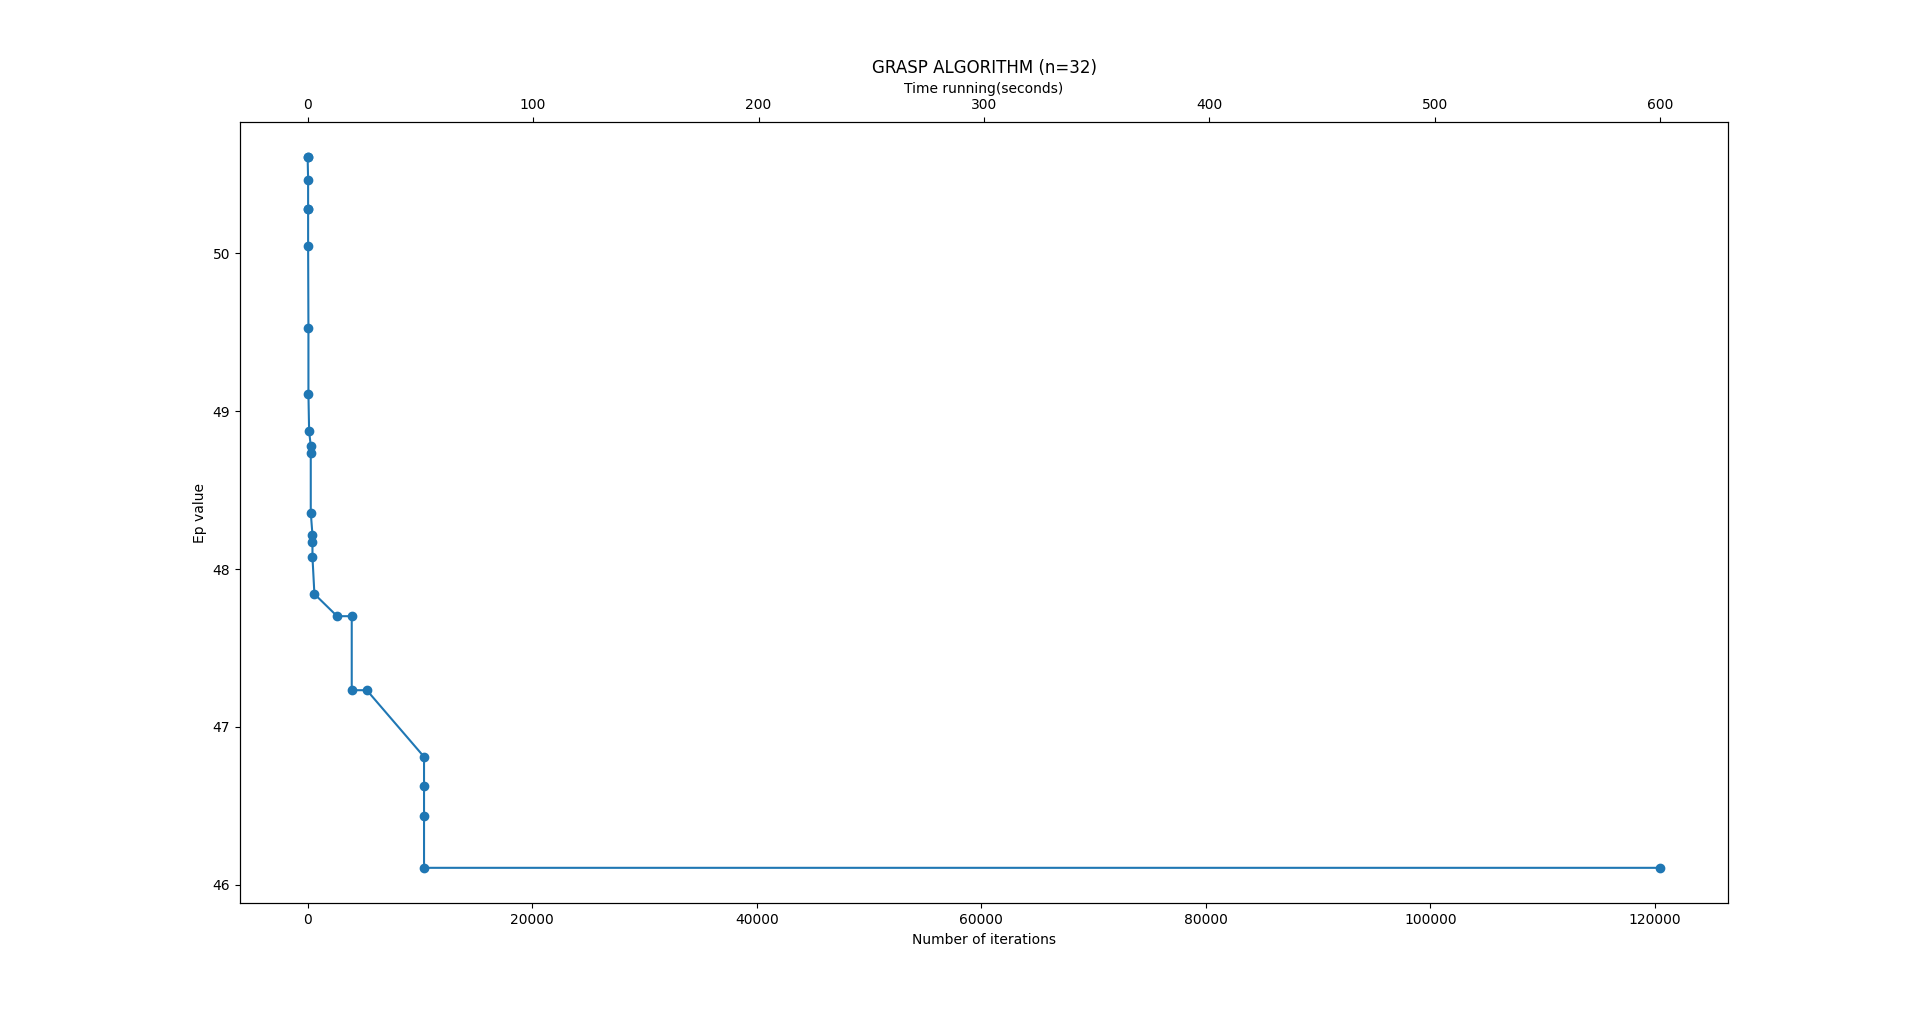 GRASP ALGORITHM (n=32)
Time running(seconds)
0 100 200 300 400 500 600
50
49
48
47
46
Ep value
0 20000 40000 60000 80000 100000 120000
Number of iterations